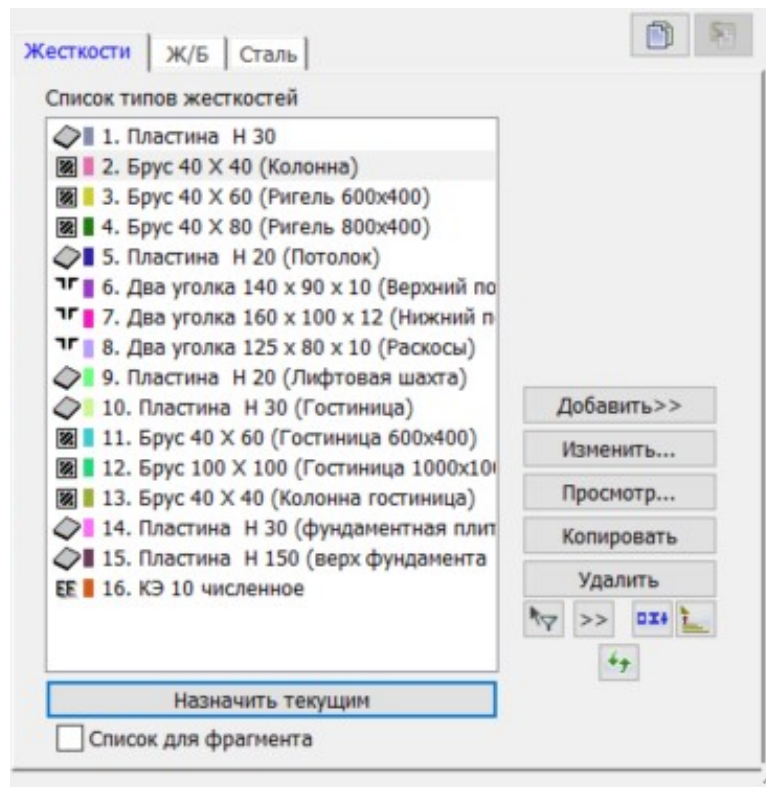 Жесткости Ж/Б Сталь
Список типов жесткостей
1. Пластина H 30
2. Брус 40 X 40 (Колонна)
3. Брус 40 X 60 (Ригель 600x400)
4. Брус 40 X 80 (Ригель 800x400)
5. Пластина H 20 (Потолок)
6. Два уголка 140 x 90 x 10 (Верхний по
7. Два уголка 160 x 100 x 12 (Нижний п
8. Два уголка 125 x 80 x 10 (Раскосы)
9. Пластина H 20 (Лифтовая шахта)
10. Пластина H 30 (Гостиница)
11. Брус 40 X 60 (Гостиница 600x400)
12. Брус 100 X 100 (Гостиница 1000x10
13. Брус 40 X 40 (Колонна гостиница)
14. Пластина H 30 (фундаментная плит
15. Пластина H 150 (верх фундамента
EE 16. КЭ 10 численное
Добавить>>
Изменить...
Просмотр...
Копировать
Удалить
>>
Назначить текущим
Список для фрагмента